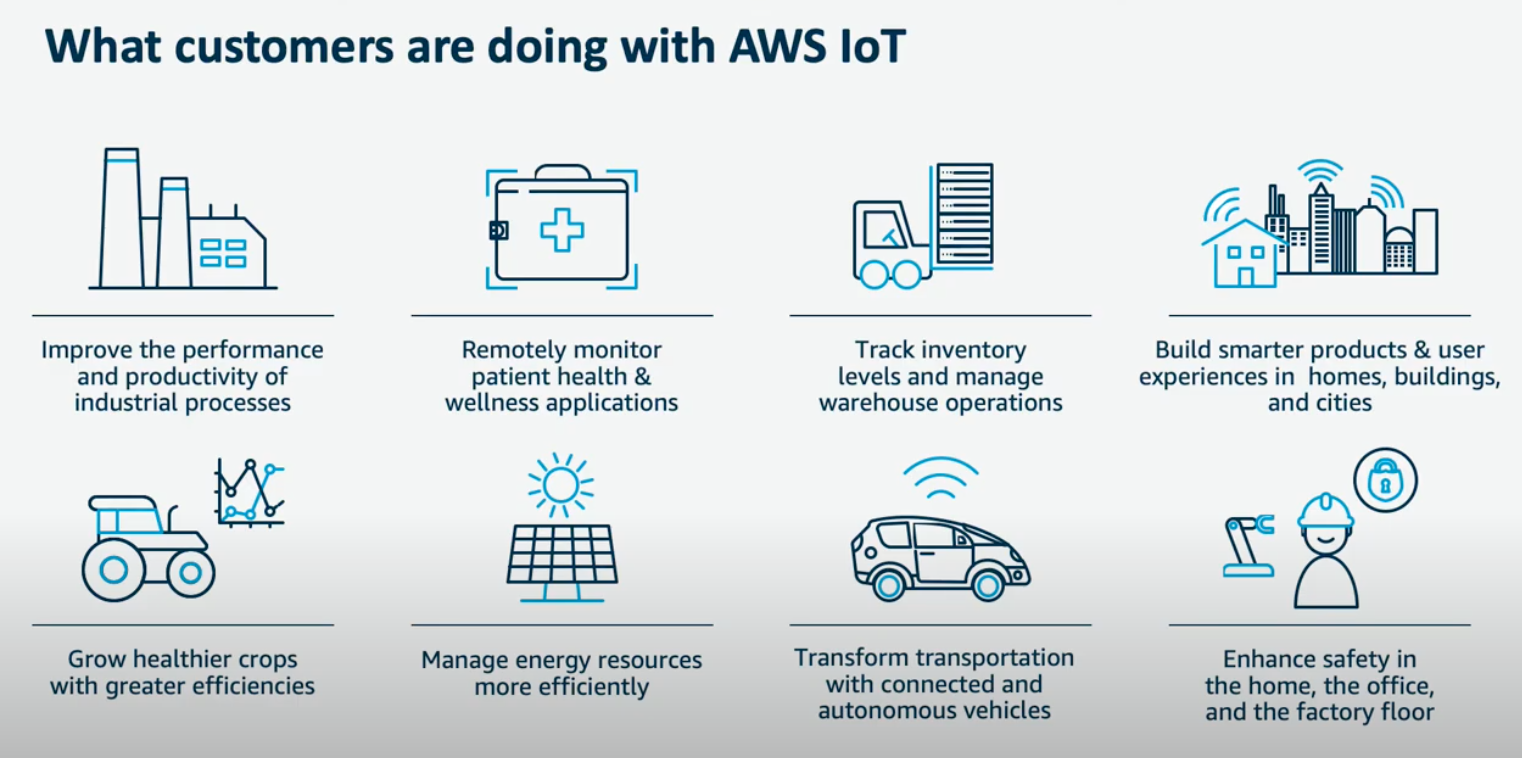 What customers are doing with AWS IoT
Improve the performance
and productivity of
industrial processes
Remotely monitor
patient health &
wellness applications
Track inventory
levels and manage
warehouse operations
Build smarter products & user
experiences in  homes, buildings,
and cities
Grow healthier crops
with greater efficiencies
Manage energy resources
more efficiently
Transform transportation
with connected and
autonomous vehicles
Enhance safety in
the home, the office,
and the factory floor